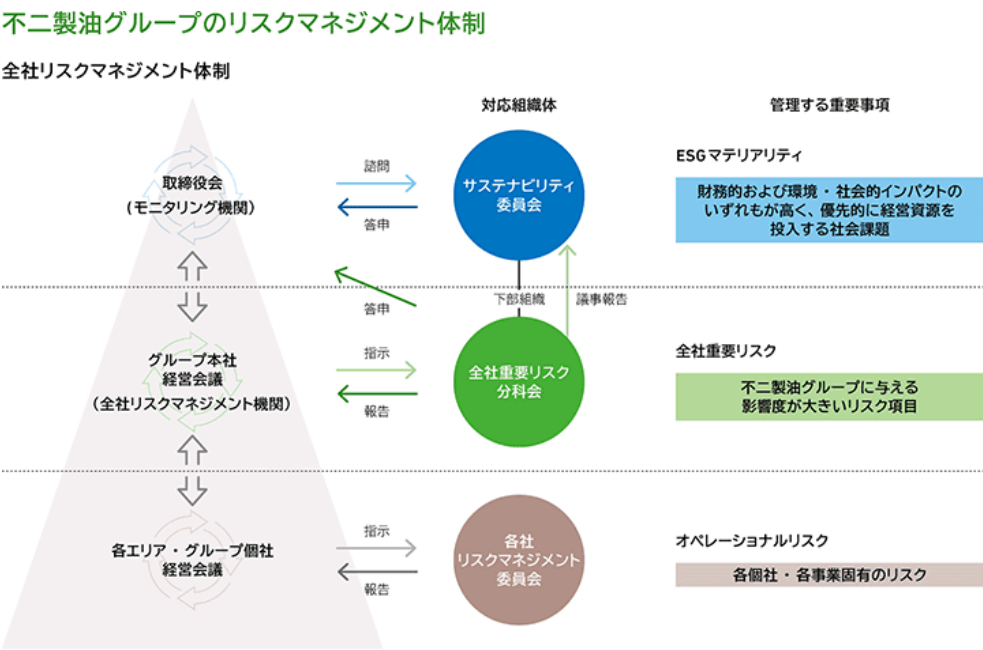 不二製油グループのリスクマネジメント体制
全社リスクマネジメント体制
対応組織体
管理する重要事項
取締役会
(モニタリング機関)
諮問
答申
サステナビリティ
委員会
ESGマテリアリティ
財務的および環境・社会的インパクトの
いずれもが高く、優先的に経営資源を
投入する社会課題
答申
下部組織
議事報告
グループ本社
経営会議
(全社リスクマネジメント機関)
指示
報告
全社重要リスク
分科会
全社重要リスク
不二製油グループに与える
影響度が大きいリスク項目
各エリア・グループ個社
経営会議
指示
報告
各社
リスクマネジメント
委員会
オペレーショナルリスク
各個社・各事業固有のリスク